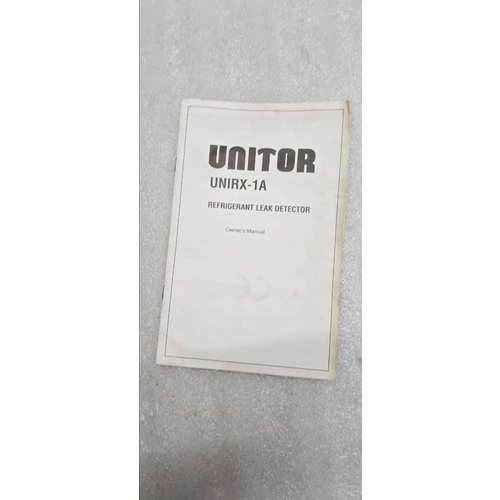 UNITOR
UNIRX-1A
REFRIGERANT LEAK DETECTOR
Owner's Manual